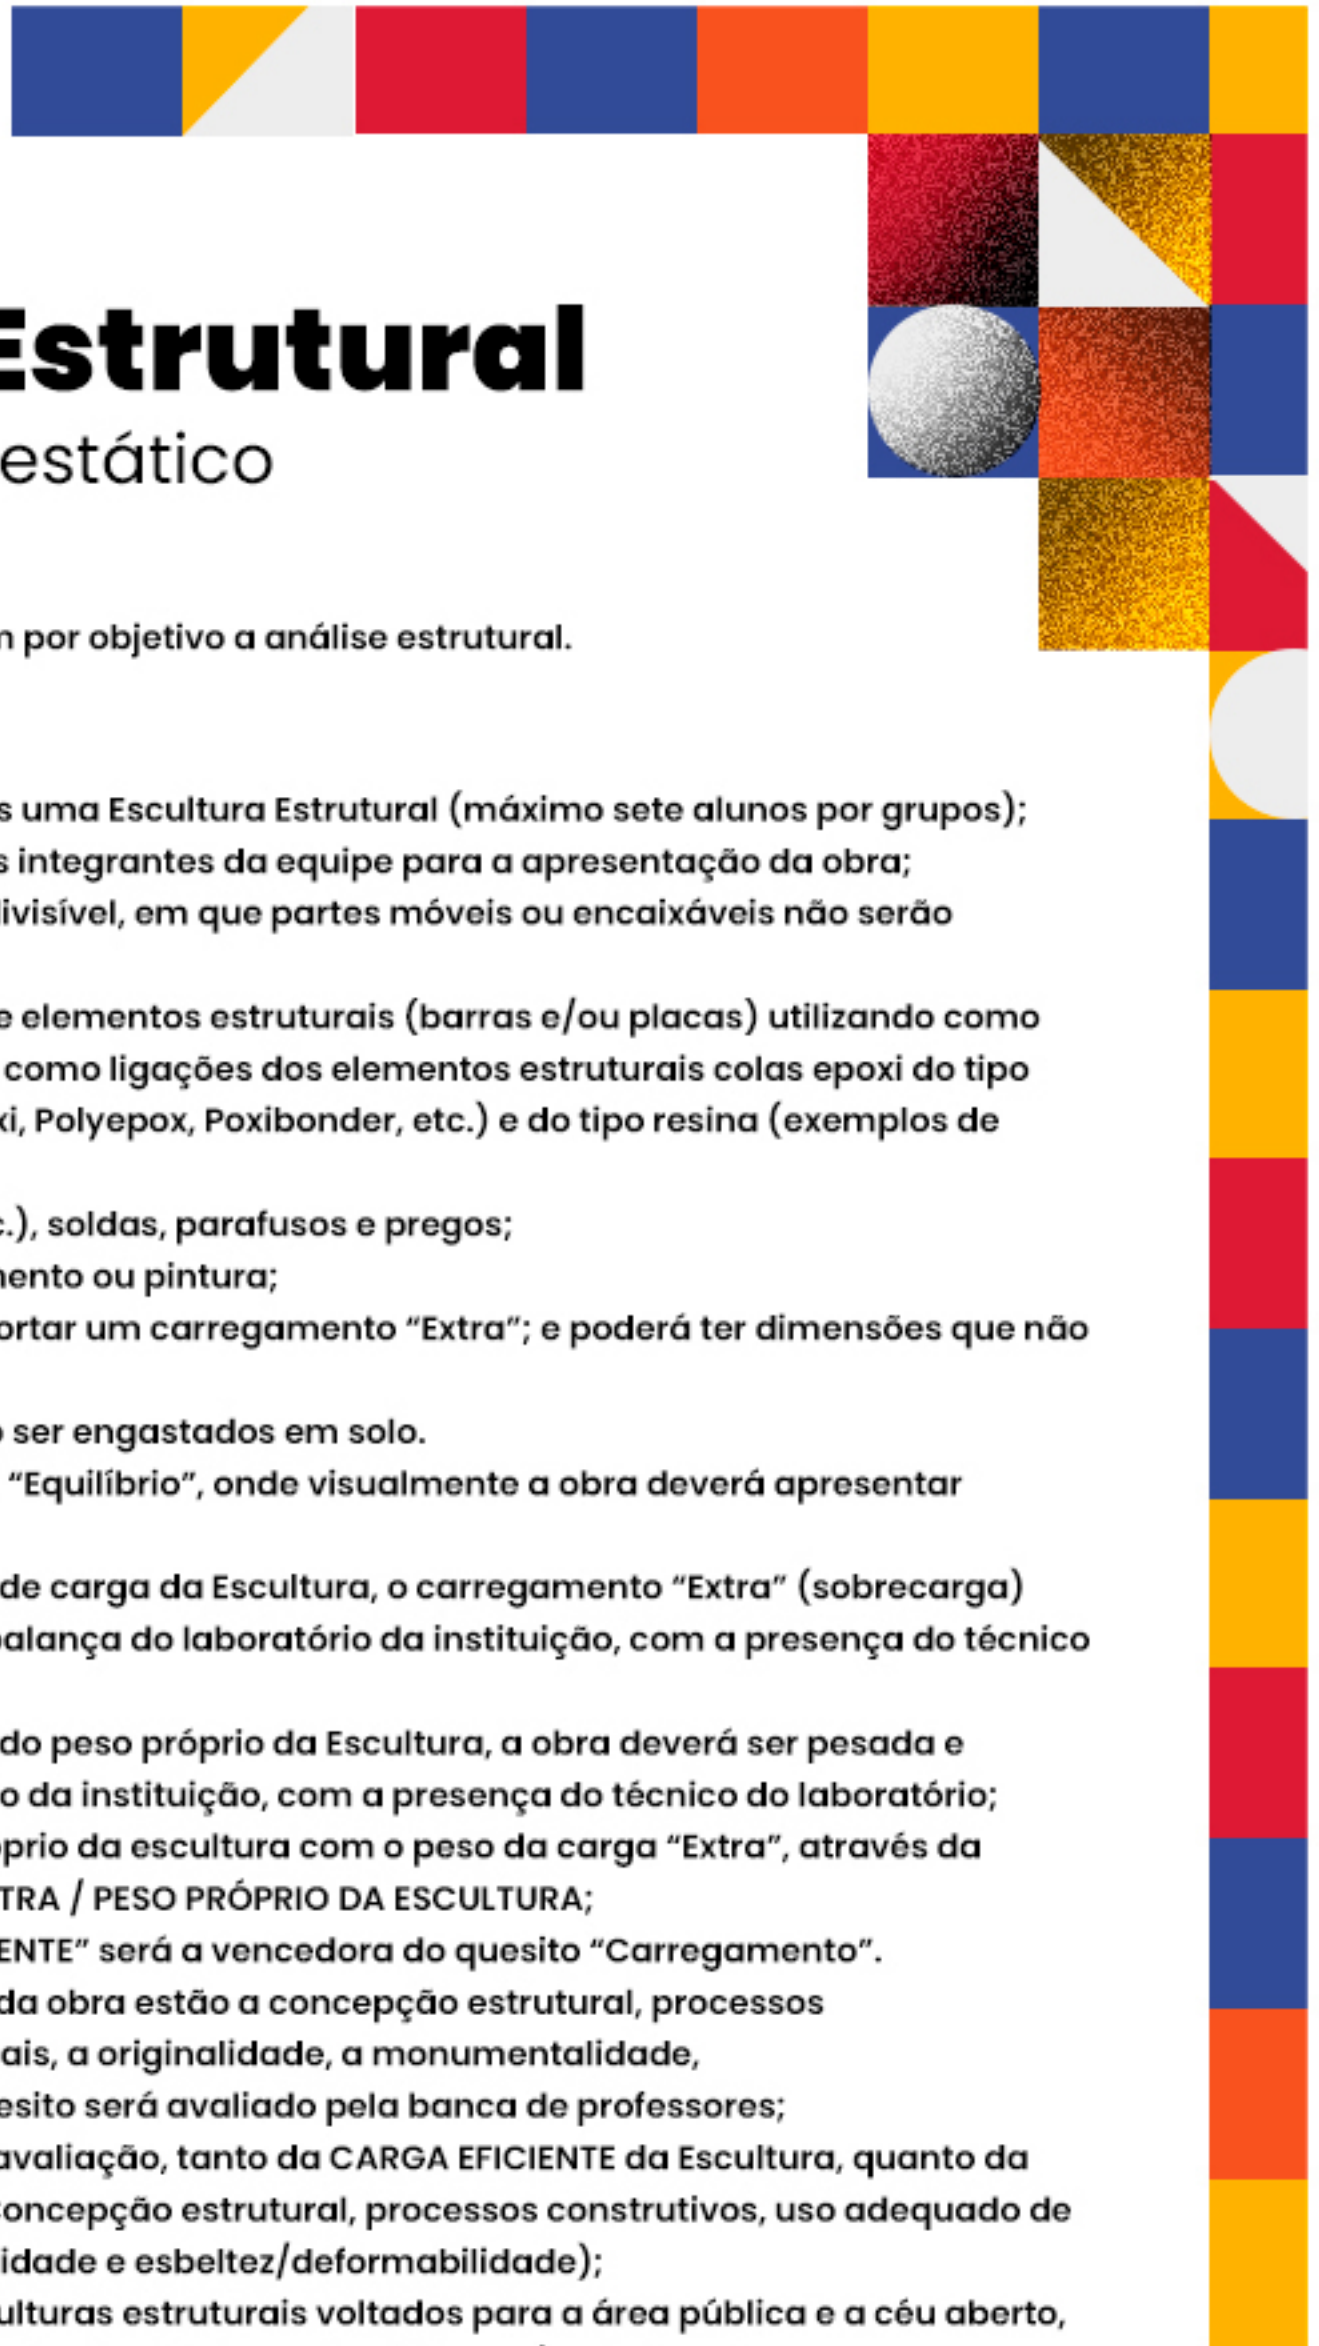 Estrutural
estático
por objetivo a análise estrutural.
uma Escultura Estrutural (máximo sete alunos por grupos);
integrantes da equipe para a apresentação da obra;
ivisível, em que partes móveis ou encaixáveis não serão
e elementos estruturais (barras e/ou placas) utilizando como
como ligações dos elementos estruturais colas epoxi do tipo
xi, Polyepox, Poxibonder, etc.) e do tipo resina (exemplos de
c.), soldas, parafusos e pregos;
mento ou pintura;
ortar um carregamento “Extra”; e poderá ter dimensões que não
ser engastados em solo.
“Equilíbrio”, onde visualmente a obra deverá apresentar
de carga da Escultura, o carregamento “Extra” (sobrecarga)
balança do laboratório da instituição, com a presença do técnico
do peso próprio da Escultura, a obra deverá ser pesada e
o da instituição, com a presença do técnico do laboratório;
prio da escultura com o peso da carga “Extra”, através da
TRA / PESO PRÓPRIO DA ESCULTURA;
ENTE” será a vencedora do quesito “Carregamento”.
da obra estão a concepção estrutural, processos
ais, a originalidade, a monumentalidade,
esito será avaliado pela banca de professores;
avaliação, tanto da CARGA EFICIENTE da Escultura, quanto da
Concepção estrutural, processos construtivos, uso adequado de
idade e esbeltez/deformabilidade);
ulturas estruturais voltados para a área pública e a céu aberto,